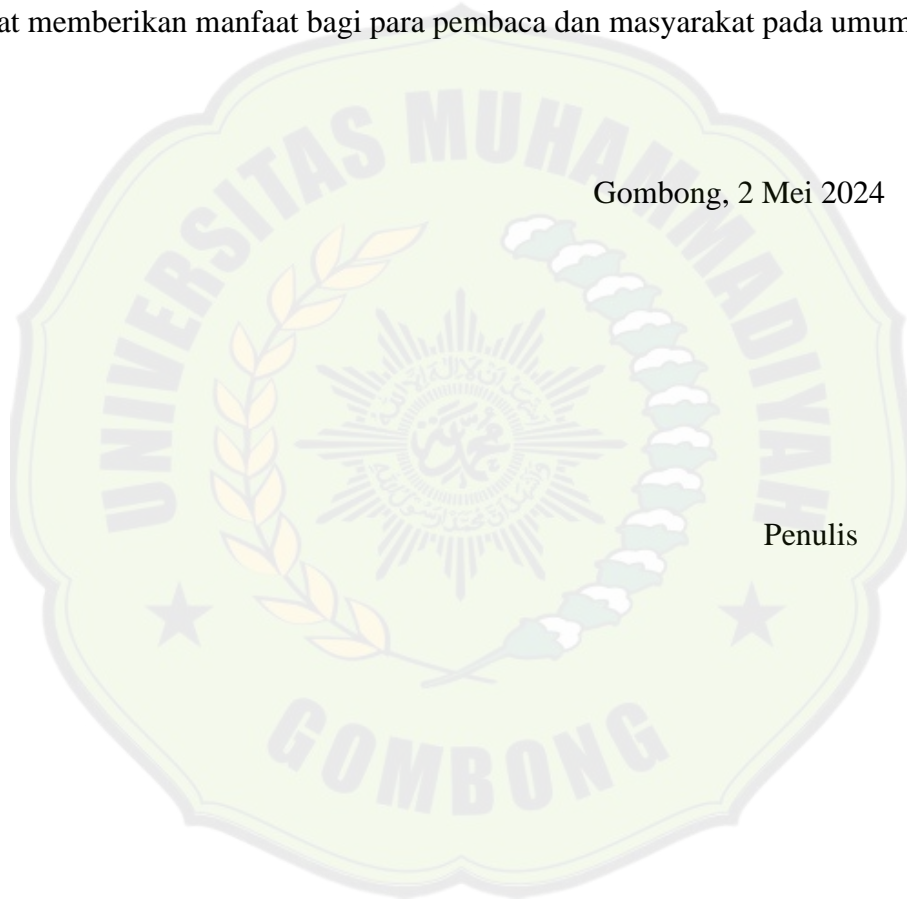 at memberikan manfaat bagi para pembaca dan masyarakat pada umum
Gombong, 2 Mei 2024
Penulis
UNIVERSITAS MUHAMMADIYAH
GOMBONG